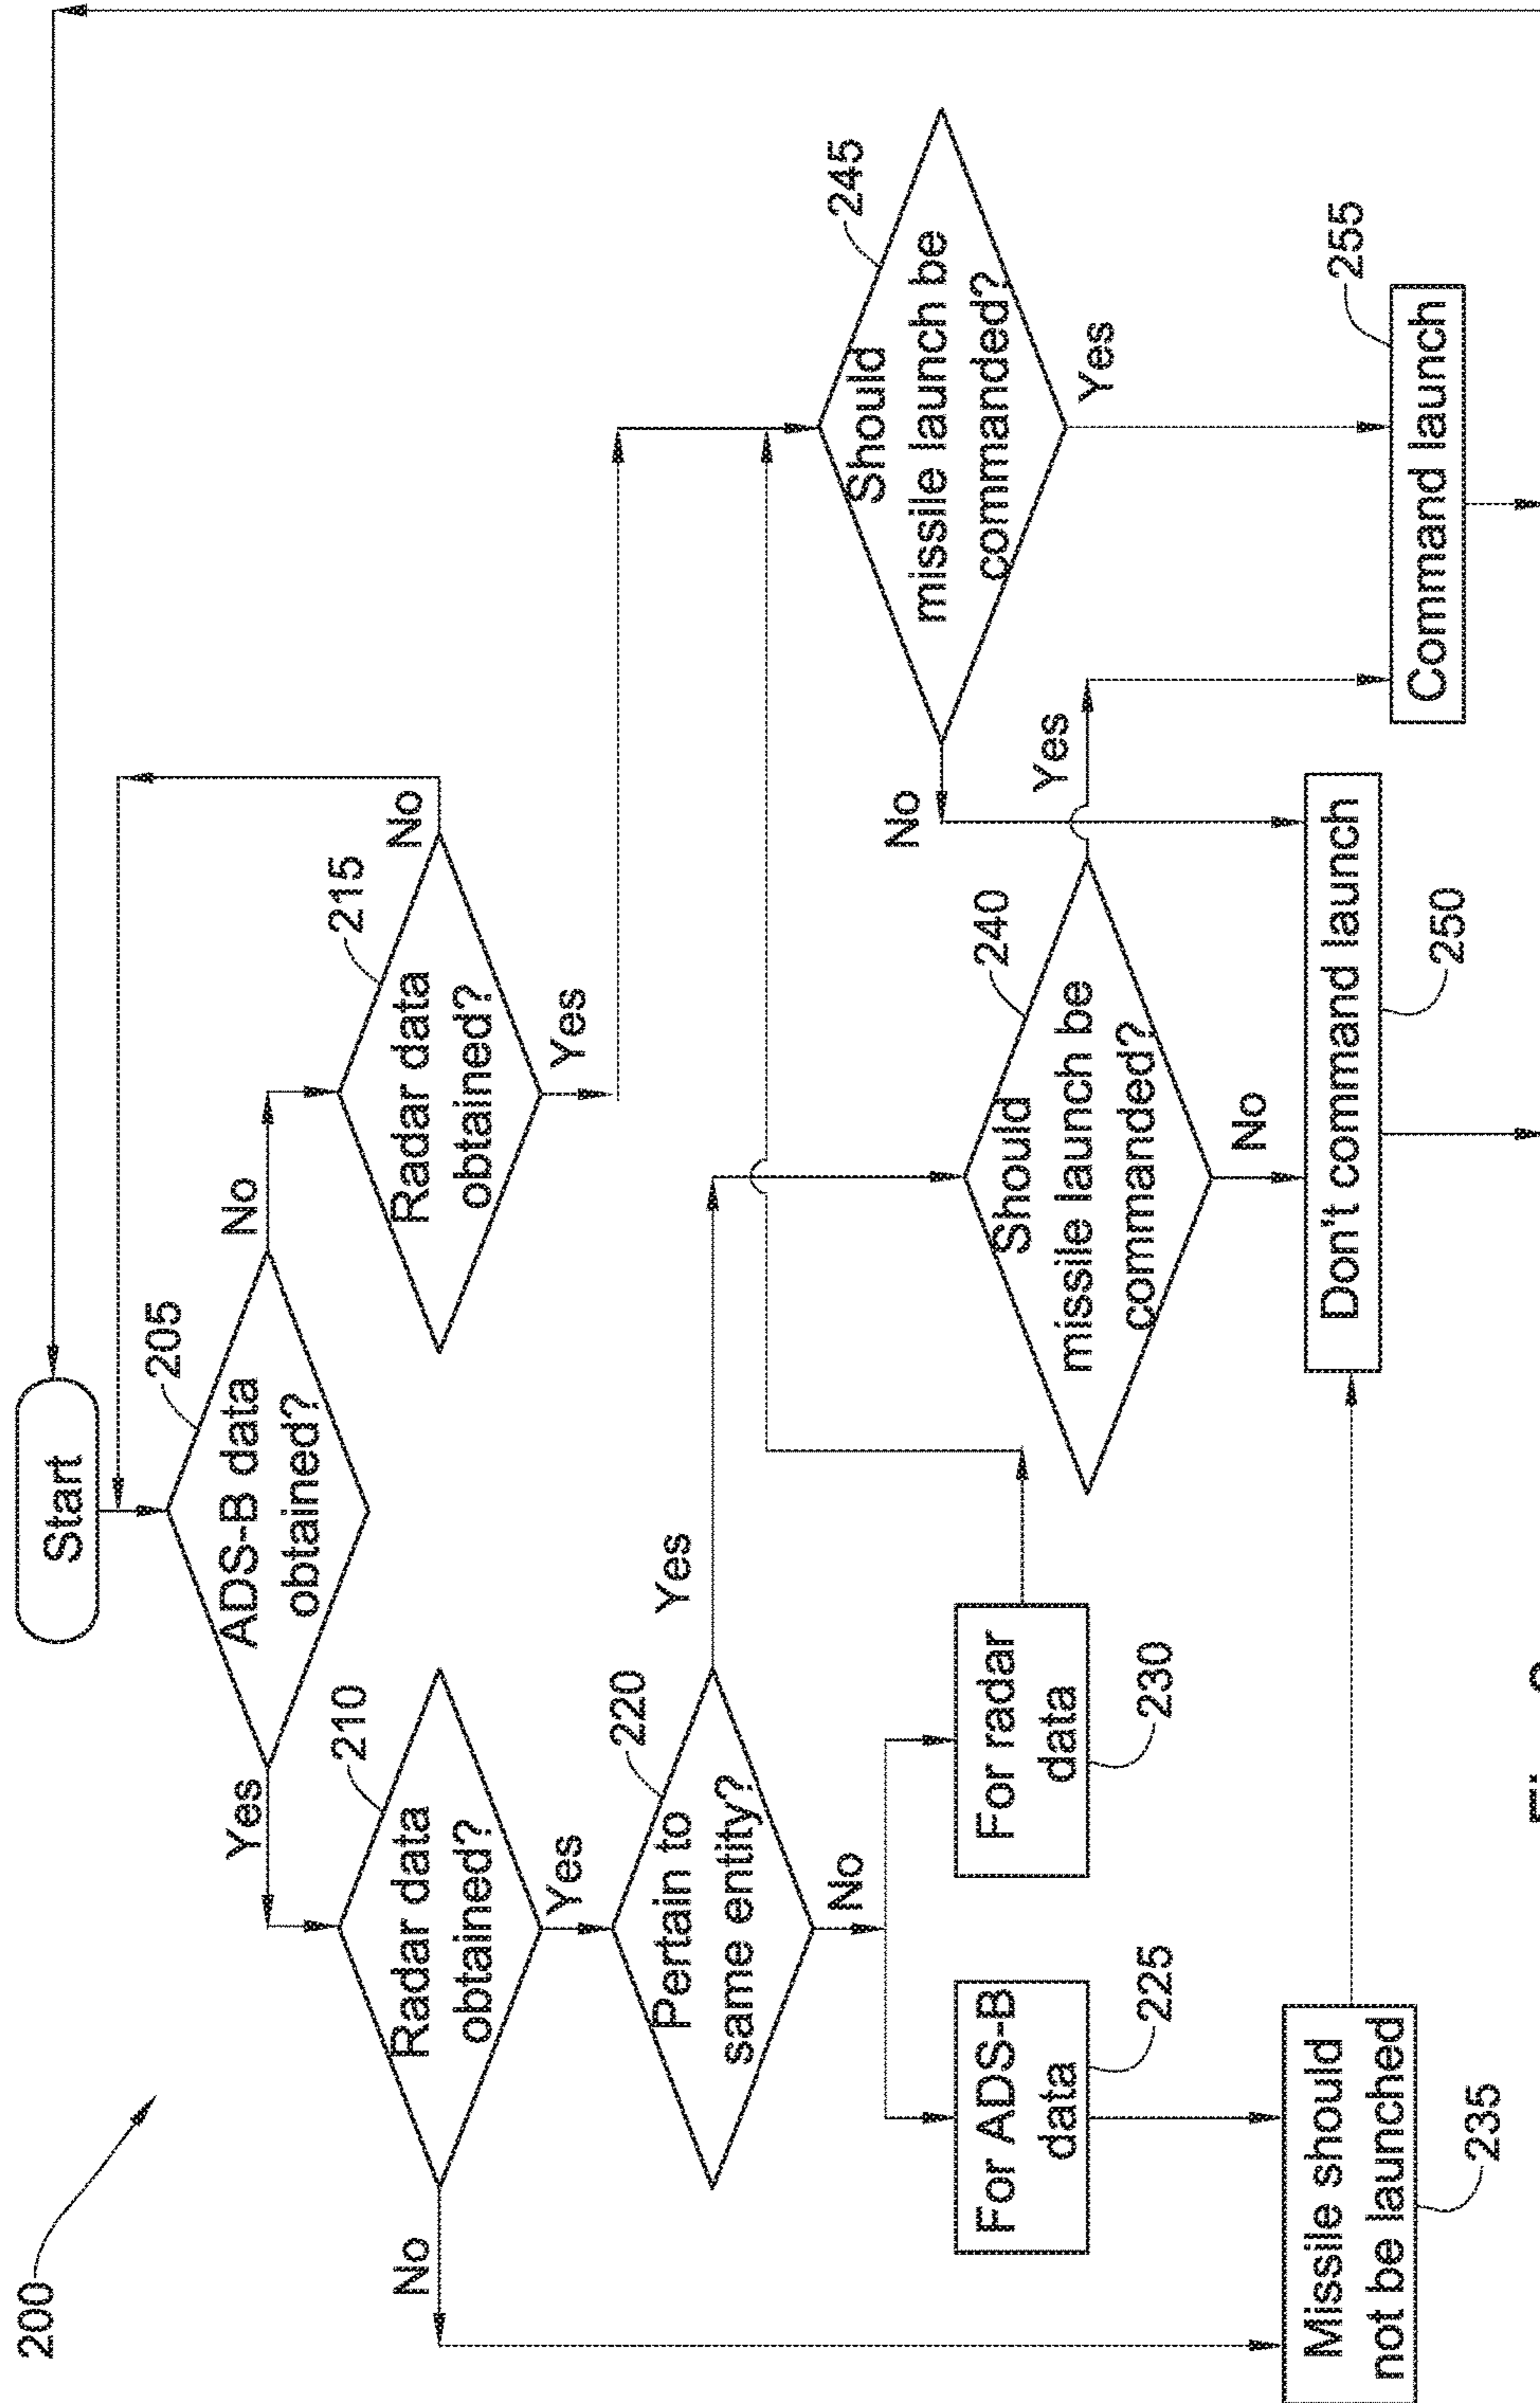 200
Start
ADS-B data
obtained?
205
Yes
No
Radar data
obtained?
210
Radar data
obtained?
215
No
Yes
Yes
No
Pertain to
same entity?
220
Yes
No
For ADS-B
data
225
For radar
data
230
Should
missile launch be
commanded?
240
Should
missile launch be
commanded?
245
No
Yes
Yes
No
Missile should
not be launched
235
Don't command launch
250
Command launch
255